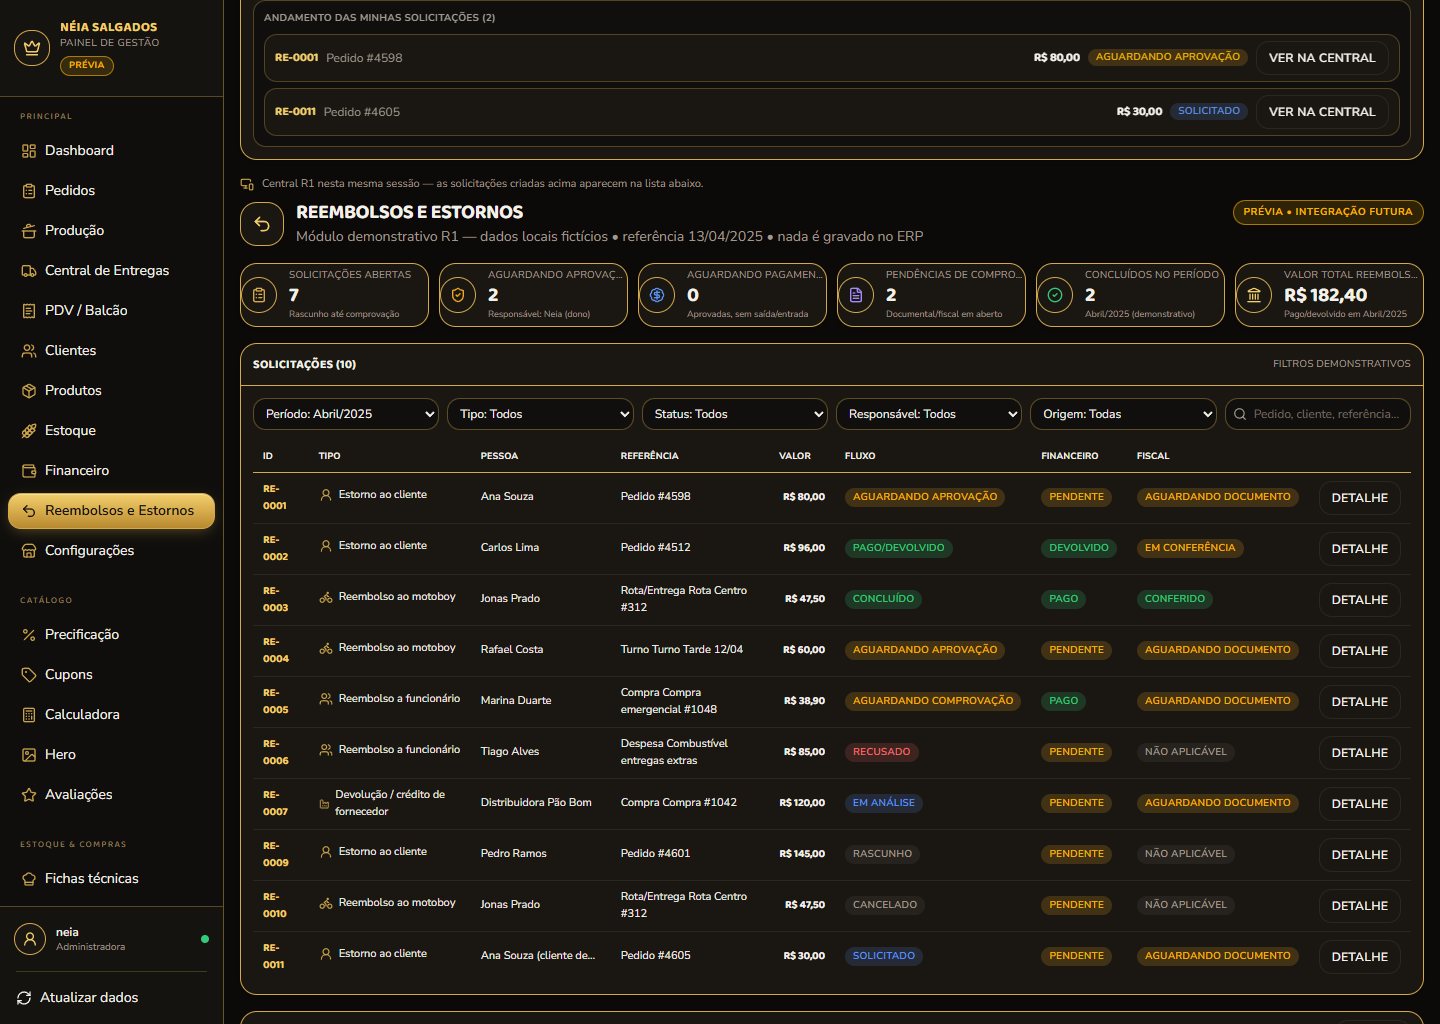 NÉIA SALGADOS
PAINEL DE GESTÃO
PRÉVIA
PRINCIPAL
Dashboard
Pedidos
Produção
Central de Entregas
PDV / Balcão
Clientes
Produtos
Estoque
Financeiro
Reembolsos e Estornos
Configurações
CATÁLOGO
Precificação
Cupons
Calculadora
Hero
Avaliações
ESTOQUE & COMPRAS
Fichas técnicas
neia
Administradora
Atualizar dados
ANDAMENTO DAS MINHAS SOLICITAÇÕES (2)
RE-0001 Pedido #4598 R$ 80,00 AGUARDANDO APROVAÇÃO VER NA CENTRAL
RE-0011 Pedido #4605 R$ 30,00 SOLICITADO VER NA CENTRAL
Central R1 nesta mesma sessão — as solicitações criadas acima aparecem na lista abaixo.
REEMBOLSOS E ESTORNOS
PRÉVIA • INTEGRAÇÃO FUTURA
Módulo demonstrativo R1 — dados locais fictícios • referência 13/04/2025 • nada é gravado no ERP
SOLICITAÇÕES ABERTAS
7
Rascunho até comprovação
AGUARDANDO APROVAÇ...
2
Responsável: Neia (dono)
AGUARDANDO PAGAMEN...
0
Aprovadas, sem saída/entrada
PENDÊNCIAS DE COMPRO...
2
Documental/fiscal em aberto
CONCLUÍDOS NO PERÍODO
2
Abril/2025 (demonstrativo)
VALOR TOTAL REEMBOLS...
R$ 182,40
Pago/devolvido em Abril/2025
SOLICITAÇÕES (10) FILTROS DEMONSTRATIVOS
Período: Abril/2025 Tipo: Todos Status: Todos Responsável: Todos Origem: Todas Pedido, cliente, referência...
ID TIPO PESSOA REFERÊNCIA VALOR FLUXO FINANCEIRO FISCAL
RE-
0001 Estorno ao cliente Ana Souza Pedido #4598 R$ 80,00 AGUARDANDO APROVAÇÃO PENDENTE AGUARDANDO DOCUMENTO DETALHE
RE-
0002 Estorno ao cliente Carlos Lima Pedido #4512 R$ 96,00 PAGO/DEVOLVIDO DEVOLVIDO EM CONFERÊNCIA DETALHE
RE- Rota/Entrega Rota Centro
0003 Reembolso ao motoboy Jonas Prado #312 R$ 47,50 CONCLUÍDO PAGO CONFERIDO DETALHE
RE-
0004 Reembolso ao motoboy Rafael Costa Turno Turno Tarde 12/04 R$ 60,00 AGUARDANDO APROVAÇÃO PENDENTE AGUARDANDO DOCUMENTO DETALHE
RE- Compra Compra
0005 Reembolso a funcionário Marina Duarte emergencial #1048 R$ 38,90 AGUARDANDO COMPROVAÇÃO PAGO AGUARDANDO DOCUMENTO DETALHE
RE- Despesa Combustível
0006 Reembolso a funcionário Tiago Alves entregas extras R$ 85,00 RECUSADO PENDENTE NÃO APLICÁVEL DETALHE
RE- Devolução / crédito de
0007 fornecedor Distribuidora Pão Bom Compra Compra #1042 R$ 120,00 EM ANÁLISE PENDENTE AGUARDANDO DOCUMENTO DETALHE
RE-
0009 Estorno ao cliente Pedro Ramos Pedido #4601 R$ 145,00 RASCUNHO PENDENTE NÃO APLICÁVEL DETALHE
RE- Rota/Entrega Rota Centro
0010 Reembolso ao motoboy Jonas Prado #312 R$ 47,50 CANCELADO PENDENTE NÃO APLICÁVEL DETALHE
RE-
0011 Estorno ao cliente Ana Souza (cliente de... Pedido #4605 R$ 30,00 SOLICITADO PENDENTE AGUARDANDO DOCUMENTO DETALHE